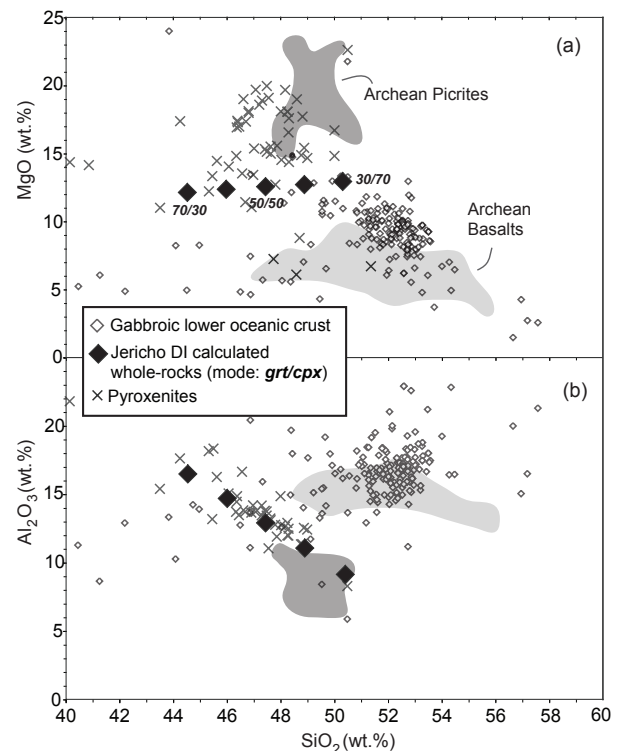 25
(a)
20
Archean Picrites
15
MgO (wt.%)
70/30
50/50
30/70
10
Archean
Basalts
5
0
Gabbroic lower oceanic crust
Jericho DI calculated
whole-rocks (mode: grt/cpx)
Pyroxenites
(b)
20
15
Al2O3 (wt.%)
10
5
0
40 42 44 46 48 50 52 54 56 58 60
SiO2 (wt.%)